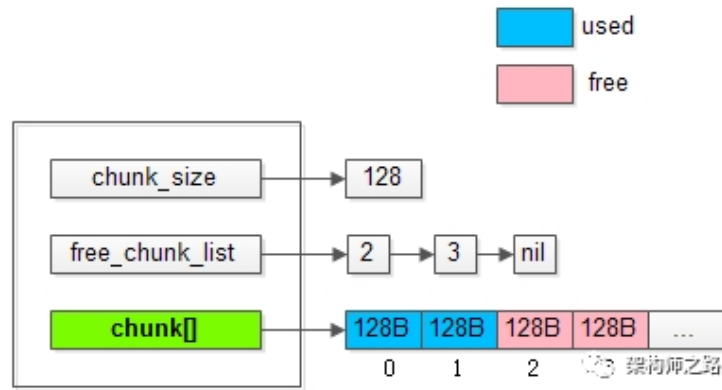 used
free
chunk_size
128
free_chunk_list
2
3
nil
chunk[]
128B 128B 128B 128B ...
0 1 2 架构师之路